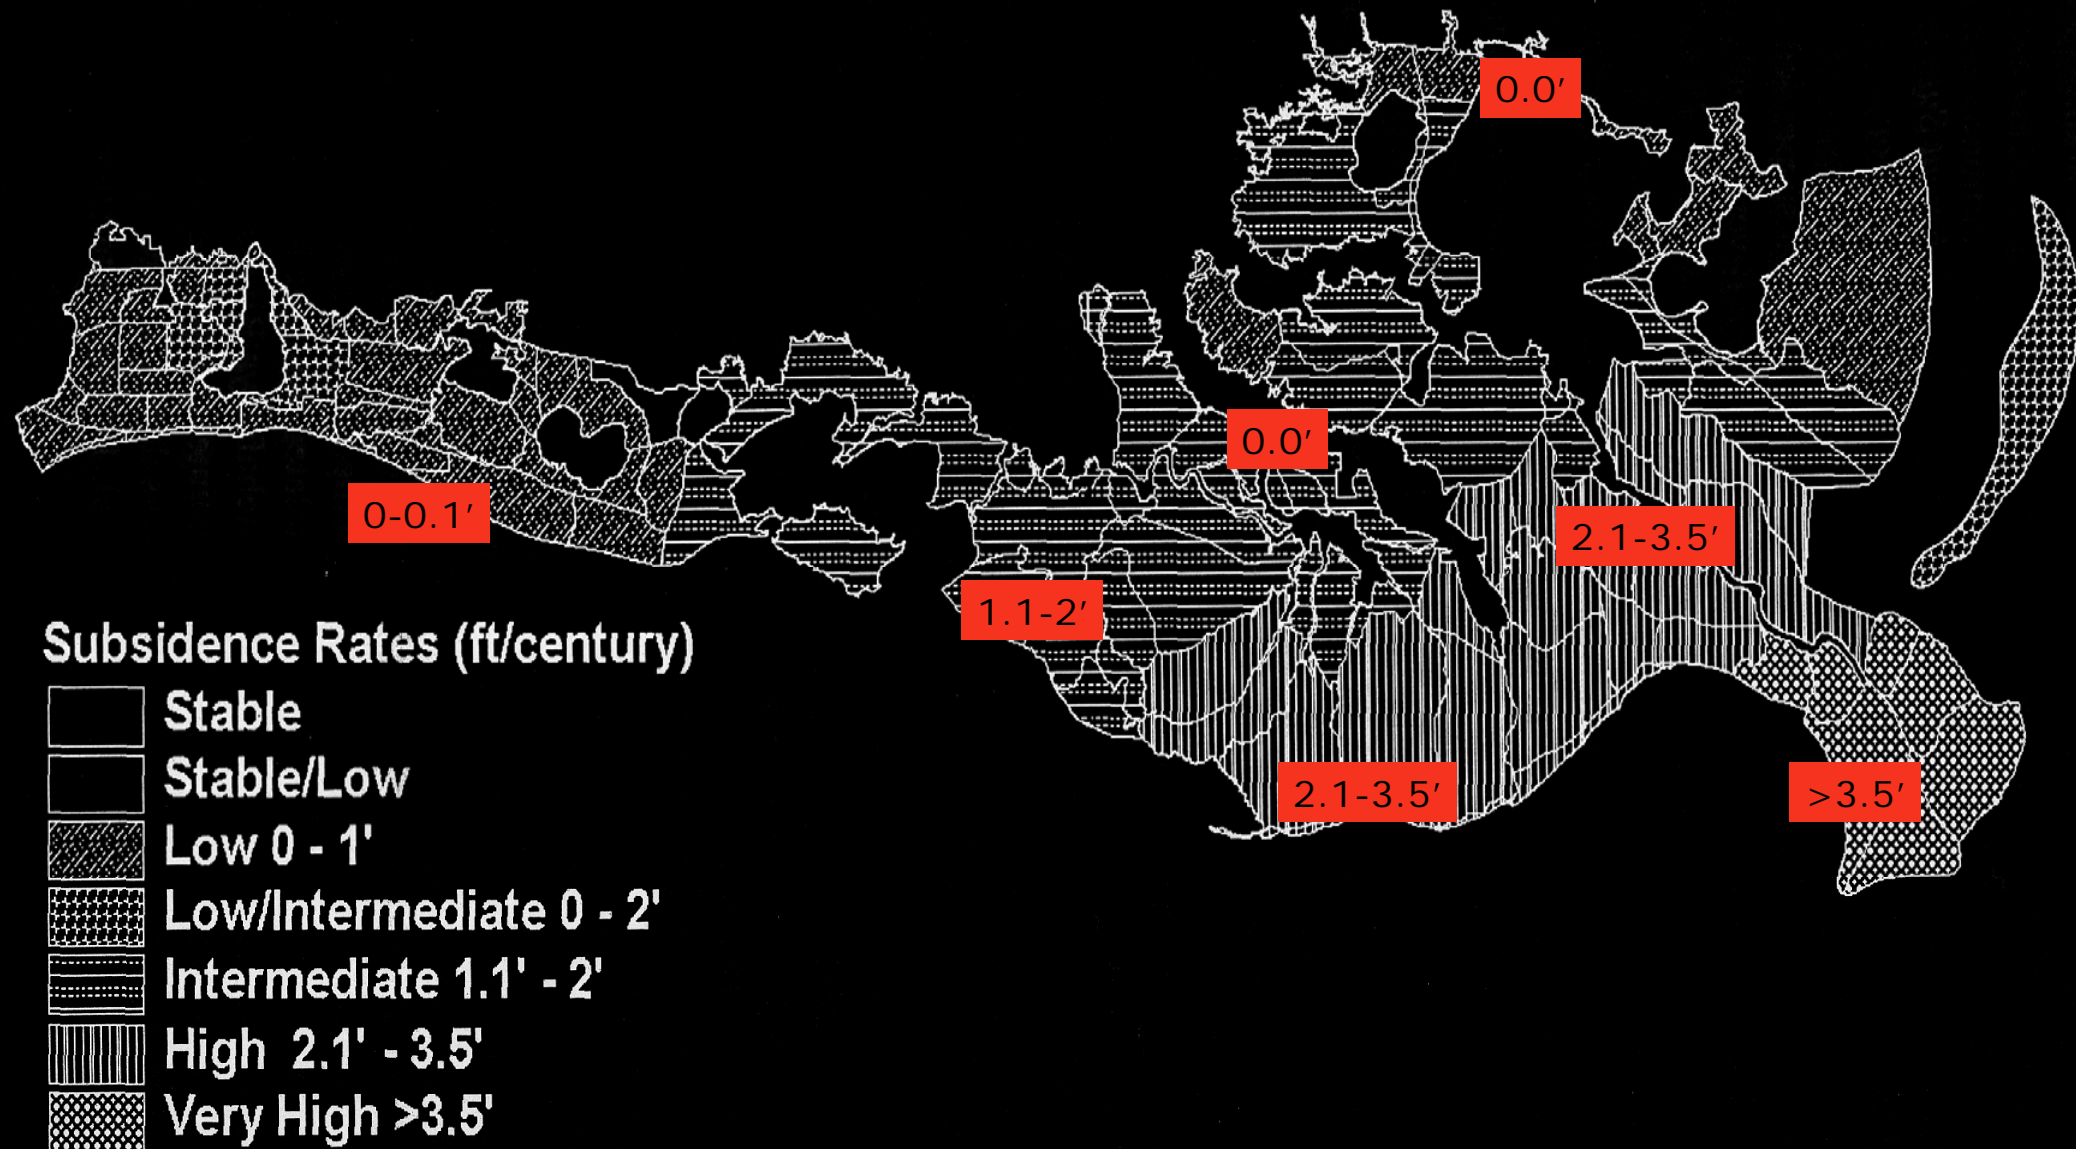 0.0’
0.0’
0-0.1’
2.1-3.5’
1.1-2’
2.1-3.5’
>3.5’
Subsidence Rates (ft/century)
Stable
Stable/Low
Low 0 - 1'
Low/Intermediate 0 - 2'
Intermediate 1.1' - 2'
High 2.1' - 3.5'
Very High >3.5'